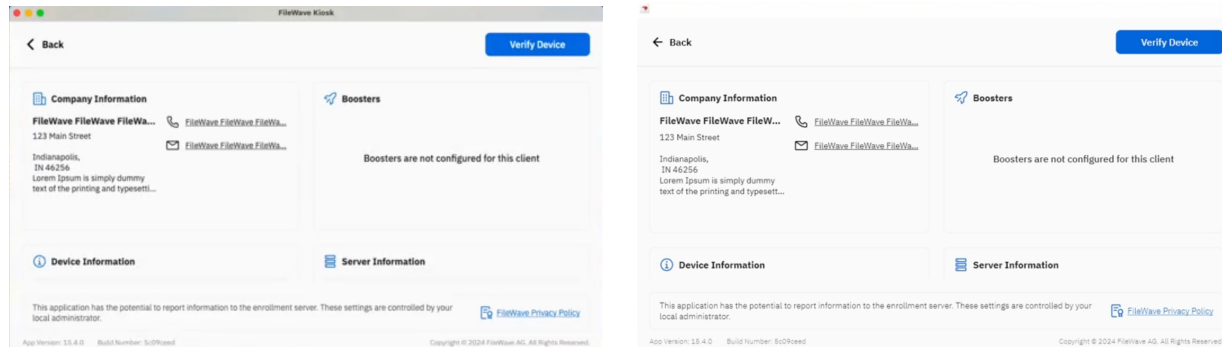 FileWave Kiosk
Back
Verify Device
Company Information
FileWave FileWave FileWa...
123 Main Street
Indianapolis,
IN 46256
Lorem Ipsum is simply dummy
text of the printing and typesetti...
FileWave FileWave FileWa...
FileWave FileWave FileWa...
Boosters
Boosters are not configured for this client
Device Information
Server Information
This application has the potential to report information to the enrollment server. These settings are controlled by your
local administrator.
FileWave Privacy Policy
App Version: 15.4.0 Build Number: 5c09ceed
Copyright © 2024 FileWave AG. All Rights Reserved.
Back
Verify Device
Company Information
FileWave FileWave FileW...
123 Main Street
Indianapolis,
IN 46256
Lorem Ipsum is simply dummy
text of the printing and typesett...
FileWave FileWave FileWa...
FileWave FileWave FileWa...
Boosters
Boosters are not configured for this client
Device Information
Server Information
This application has the potential to report information to the enrollment server. These settings are controlled by your
local administrator.
FileWave Privacy Policy
App Version: 15.4.0 Build Number: 5c09ceed
Copyright © 2024 FileWave AG. All Rights Reserved